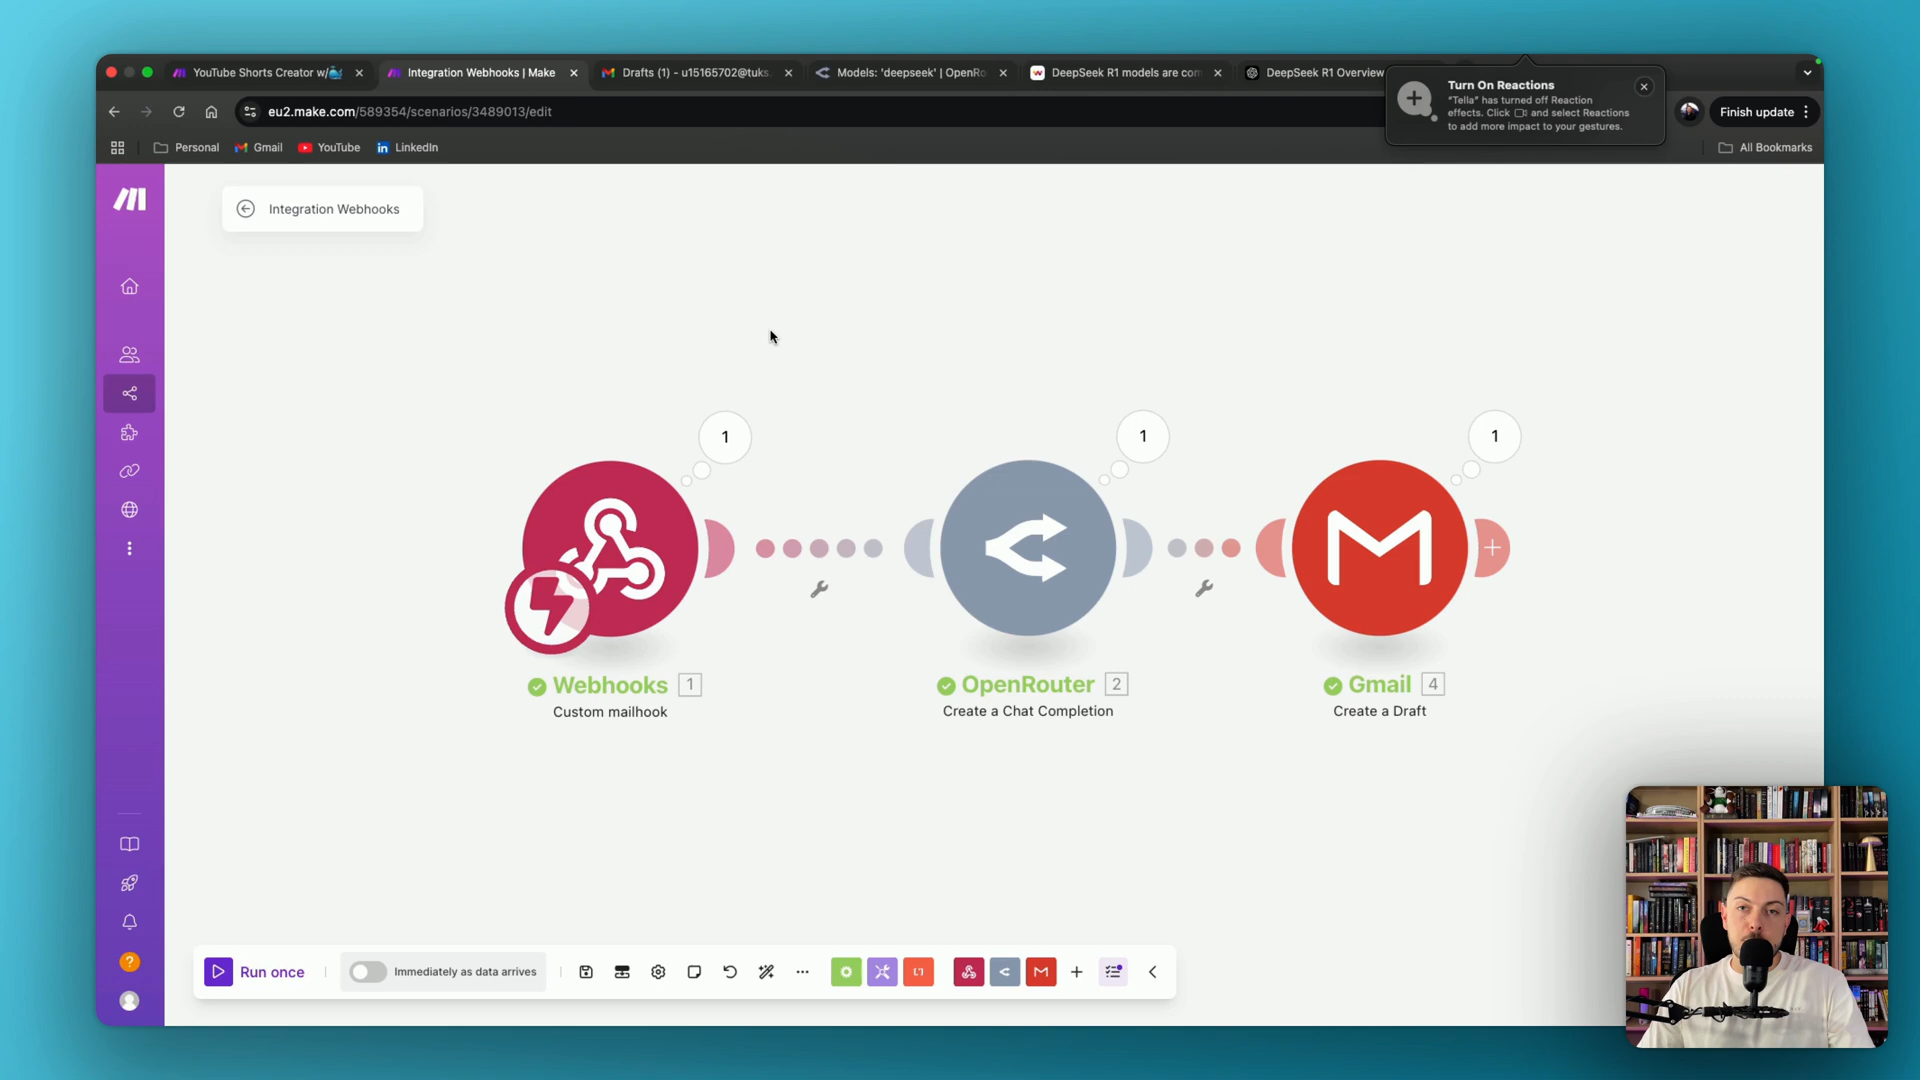 YouTube Shorts Creator w/
Integration Webhooks | Make
Drafts (1) - u15165702@tuks.
Models: 'deepseek' | OpenRo
DeepSeek R1 models are com
DeepSeek R1 Overview
Turn On Reactions
"Tella" has turned off Reaction
effects. Click and select Reactions
to add more impact to your gestures.
eu2.make.com/589354/scenarios/3489013/edit
Finish update
Personal
Gmail
YouTube
LinkedIn
All Bookmarks
Integration Webhooks
1
1
1
Webhooks 1
Custom mailhook
OpenRouter 2
Create a Chat Completion
Gmail 4
Create a Draft
Run once
Immediately as data arrives